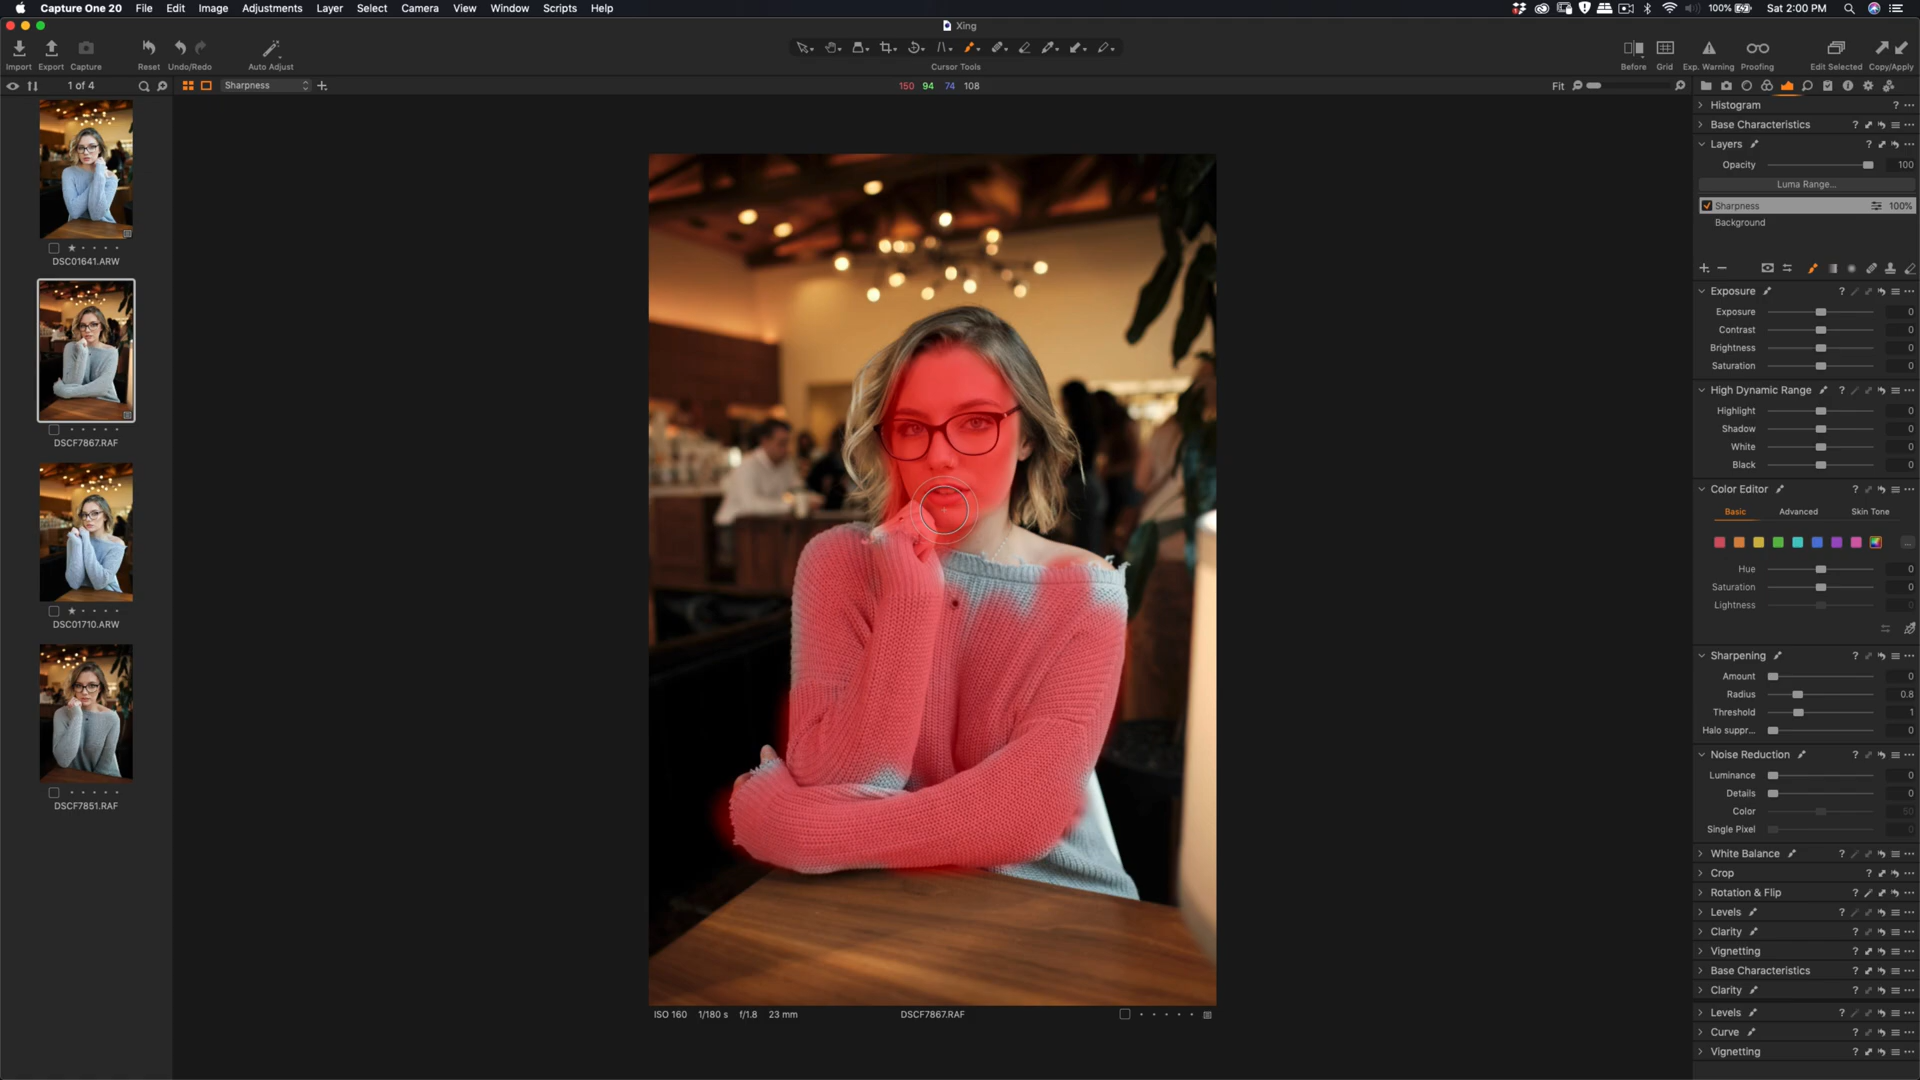 Capture One 20 File Edit Image Adjustments Layer Select Camera View Window Scripts Help 100% Sat 2:00 PM
Xing
Import Export Capture Reset Undo/Redo Auto Adjust Cursor Tools Before Grid Exp. Warning Proofing Edit Selected Copy/Apply
1 of 4 Sharpness 150 94 74 108 Fit
DSC01641.ARW
DSCF7867.RAF
DSC01710.ARW
DSCF7851.RAF
ISO 160 1/180 s f/1.8 23 mm DSCF7867.RAF
Histogram
Base Characteristics
Layers
Opacity 100
Luma Range...
Sharpness 100%
Background
Exposure
Exposure 0
Contrast 0
Brightness 0
Saturation 0
High Dynamic Range
Highlight 0
Shadow 0
White 0
Black 0
Color Editor
Basic Advanced Skin Tone
Hue 0
Saturation 0
Lightness 0
Sharpening
Amount 0
Radius 0.8
Threshold 1
Halo suppr... 0
Noise Reduction
Luminance 0
Details 0
Color 50
Single Pixel 0
White Balance
Crop
Rotation & Flip
Levels
Clarity
Vignetting
Base Characteristics
Clarity
Levels
Curve
Vignetting